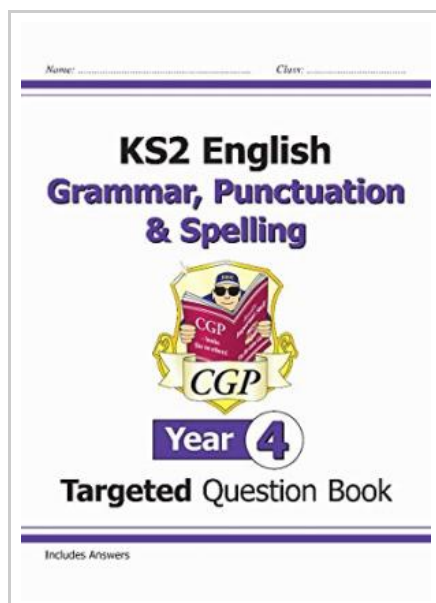 Name: ........................................ Class: ........................................
KS2 English
Grammar, Punctuation
& Spelling
CGP
CGP
Year 4
Targeted Question Book
Includes Answers